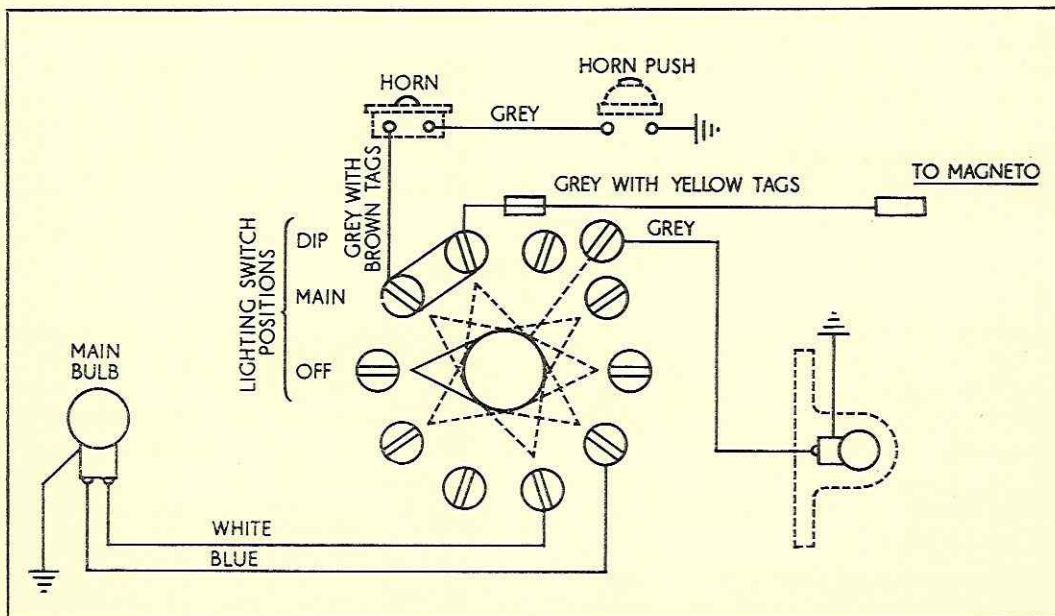 HORN
HORN PUSH
GREY
TO MAGNETO
GREY WITH YELLOW TAGS
GREY WITH
BROWN TAGS
GREY
LIGHTING SWITCH
POSITIONS
DIP
MAIN
OFF
MAIN
BULB
WHITE
BLUE